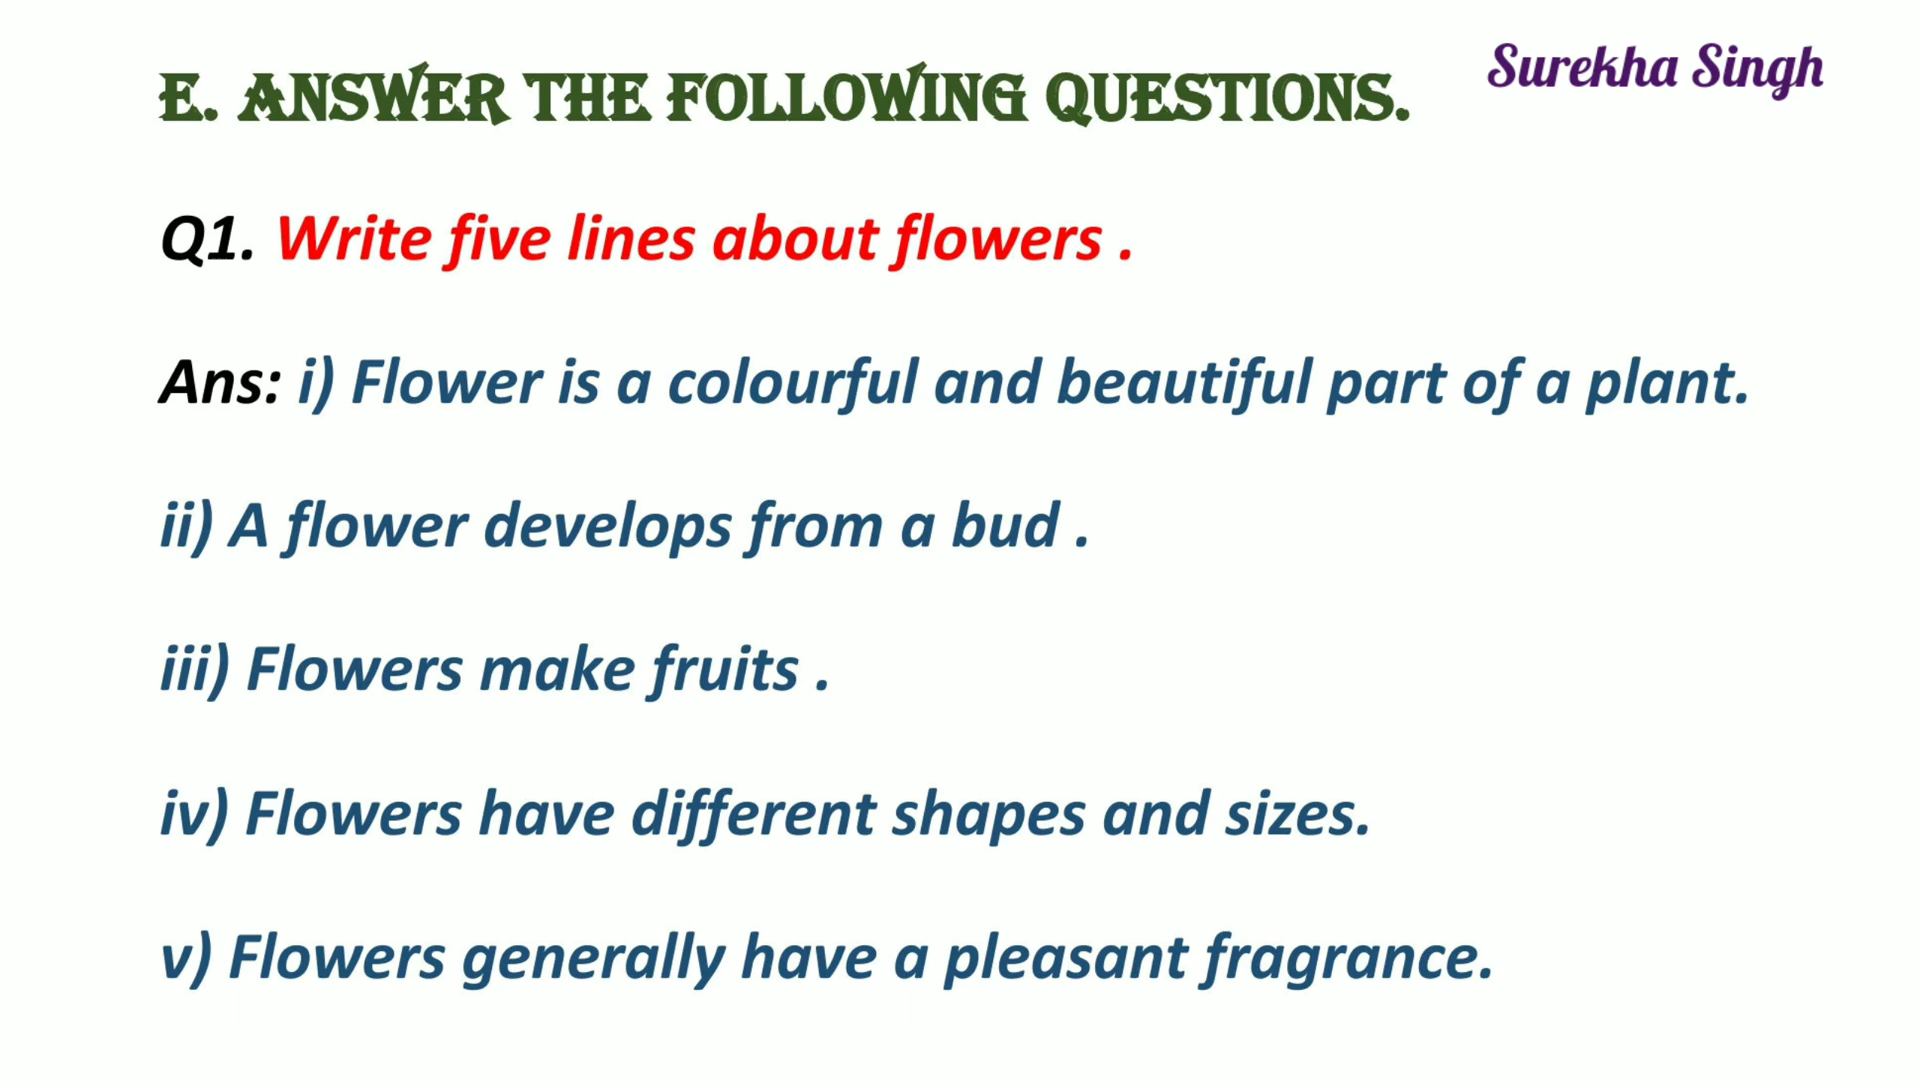 E. ANSWER THE FOLLOWING QUESTIONS.
Surekha Singh
Q1. Write five lines about flowers .
Ans: i) Flower is a colourful and beautiful part of a plant.
ii) A flower develops from a bud .
iii) Flowers make fruits .
iv) Flowers have different shapes and sizes.
v) Flowers generally have a pleasant fragrance.